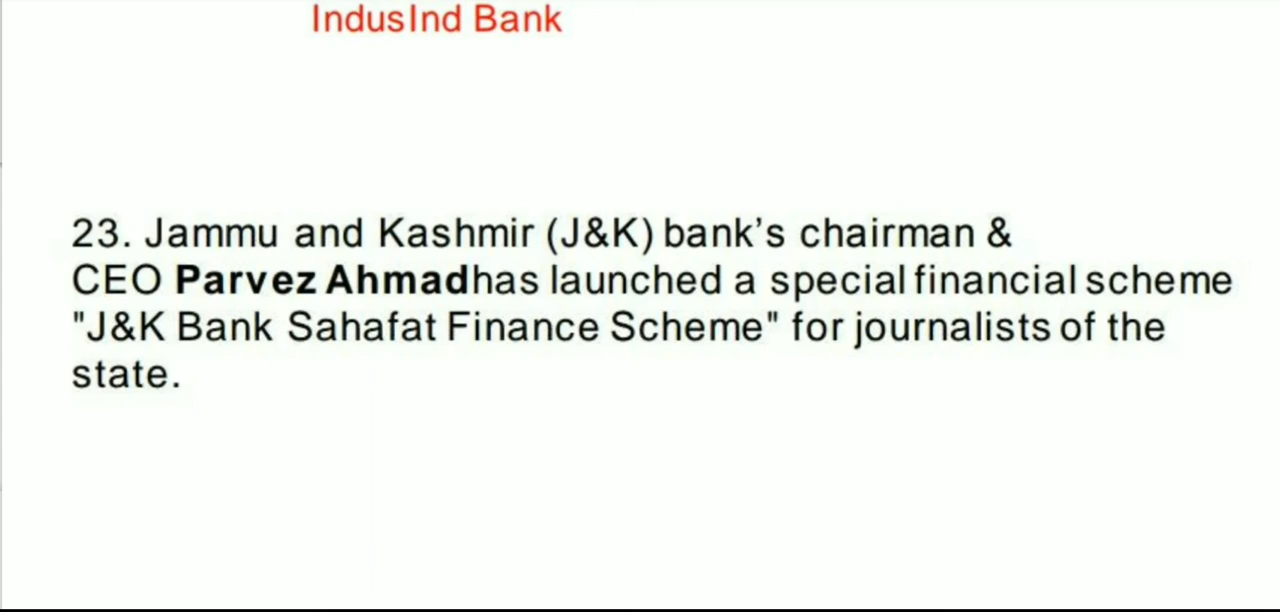 IndusInd Bank
23. Jammu and Kashmir (J&K) bank’s chairman &
CEO Parvez Ahmadhas launched a special financial scheme
"J&K Bank Sahafat Finance Scheme" for journalists of the
state.